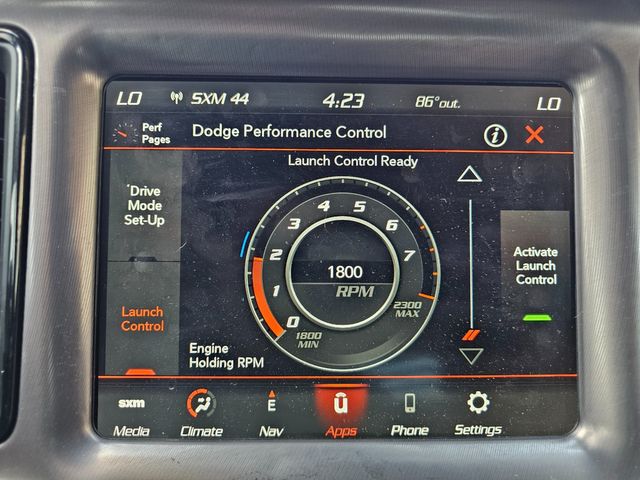 LO SXM 44 4:23 86°out. LO
Perf Pages
Dodge Performance Control
i
Launch Control Ready
*Drive
Mode
Set-Up
Launch
Control
0
1
2
3
4
5
6
7
1800
RPM
1800
MIN
2300
MAX
Engine
Holding RPM
Activate
Launch
Control
sxm
E
Media
Climate
Nav
Apps
Phone
Settings